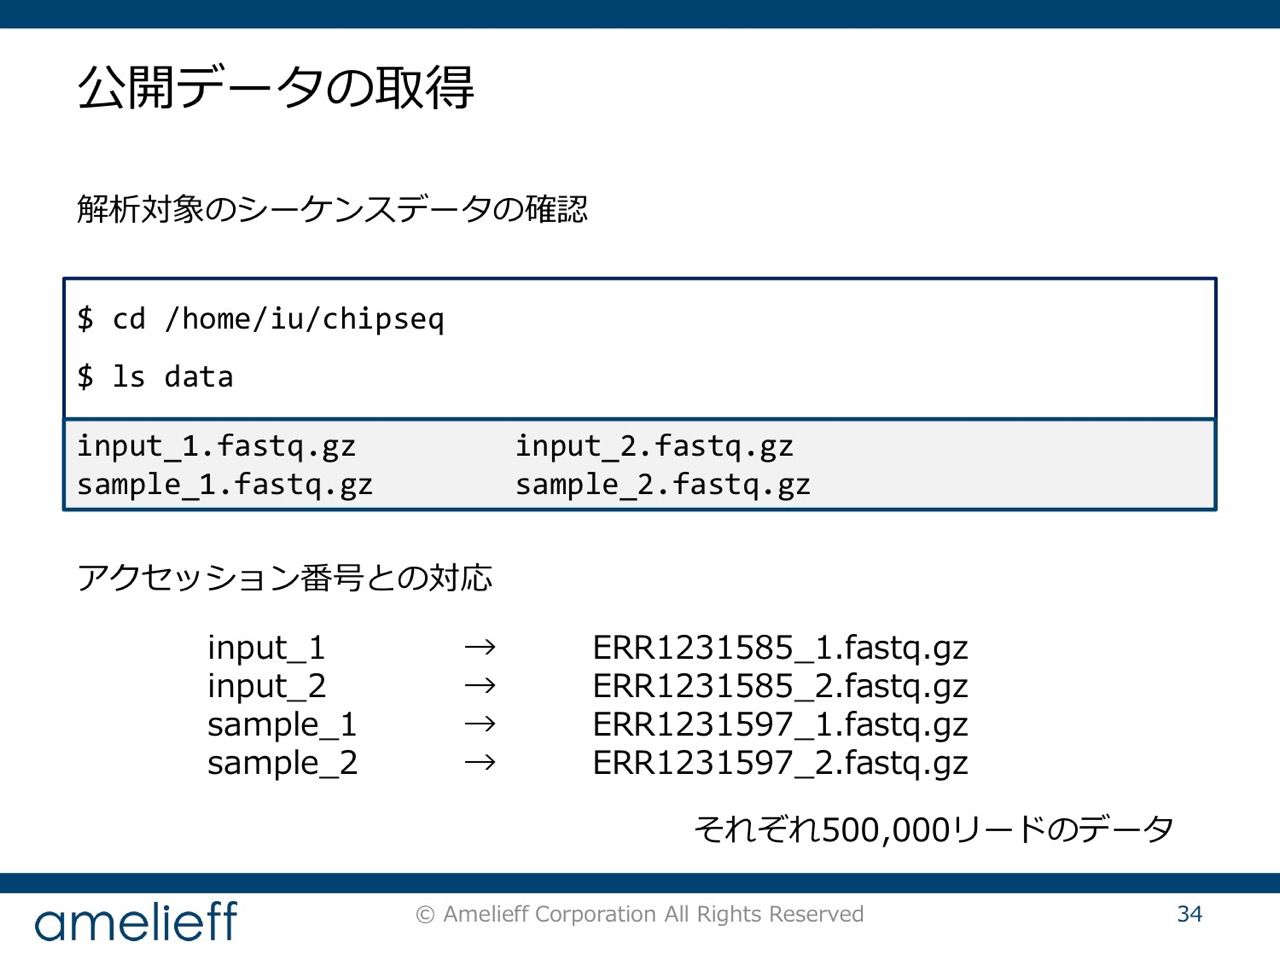 公開データの取得
解析対象のシーケンスデータの確認
$ cd /home/iu/chipseq
$ ls data
input_1.fastq.gz input_2.fastq.gz
sample_1.fastq.gz sample_2.fastq.gz
アクセッション番号との対応
input_1 → ERR1231585_1.fastq.gz
input_2 → ERR1231585_2.fastq.gz
sample_1 → ERR1231597_1.fastq.gz
sample_2 → ERR1231597_2.fastq.gz
それぞれ500,000リードのデータ
amelieff © Amelieff Corporation All Rights Reserved 34